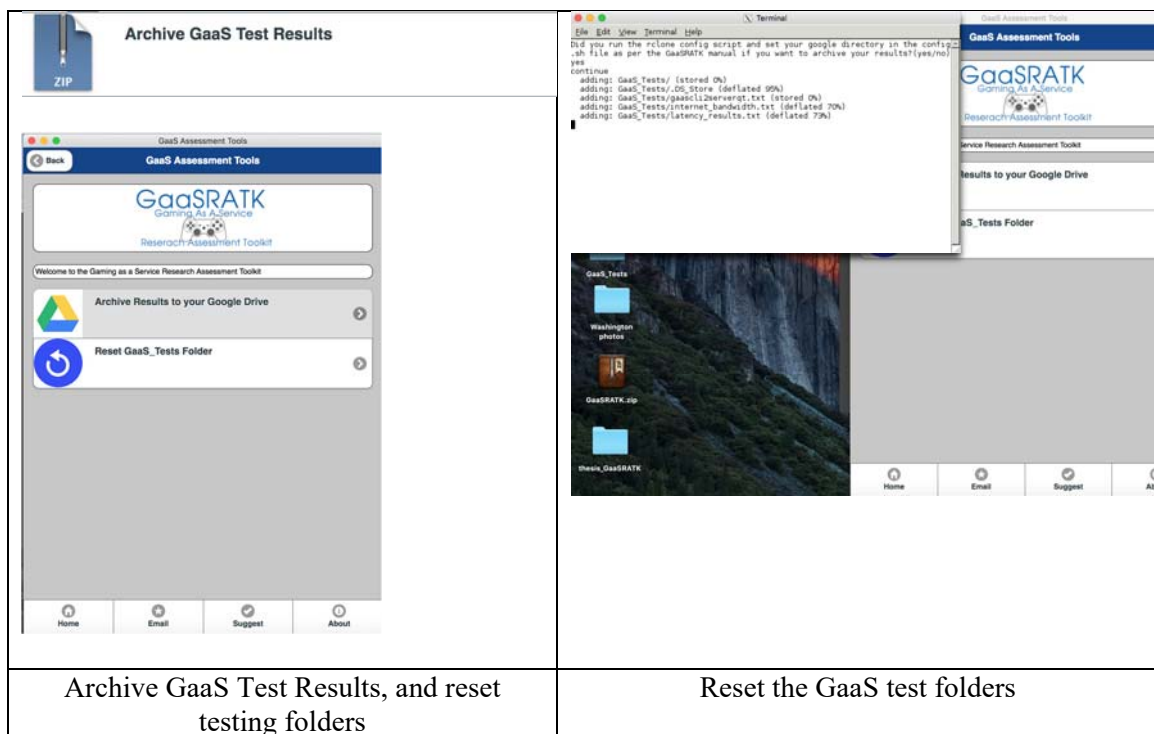 Archive GaaS Test Results
ZIP
GaaS Assessment Tools
Back
GaaS Assessment Tools
GaaSRATK
Gaming As A Service
Reserach Assessment Toolkit
Welcome to the Gaming as a Service Research Assessment Toolkit
Archive Results to your Google Drive
Reset GaaS_Tests Folder
Home
Email
Suggest
About
Archive GaaS Test Results, and reset
testing folders
Terminal
File Edit View Terminal Help
Did you run the rclone config script and set your google directory in the config
.sh file as per the GaaSRATK manual if you want to archive your results?(yes/no)
yes
continue
adding: GaaS_Tests/ (stored 0%)
adding: GaaS_Tests/.DS_Store (deflated 95%)
adding: GaaS_Tests/gaascli2serverqt.txt (stored 0%)
adding: GaaS_Tests/internet_bandwidth.txt (deflated 70%)
adding: GaaS_Tests/latency_results.txt (deflated 73%)
GaaS Assessment Tools
GaaS Assessment Tools
GaaSRATK
Gaming As A Service
Reserach Assessment Toolkit
Service Research Assessment Toolkit
Results to your Google Drive
aS_Tests Folder
GaaS_Tests
Washington
photos
GaaSRATK.zip
thesis_GaaSRATK
Home
Email
Suggest
Reset the GaaS test folders